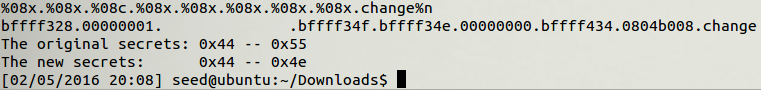 %08x.%08x.%08c.%08x.%08x.%08x.%08x.%08x.change%n
bffff328.00000001.                   .bffff34f.bffff34e.00000000.bffff434.0804b008.change
The original secrets: 0x44 -- 0x55
The new secrets:      0x44 -- 0x4e
[02/05/2016 20:08] seed@ubuntu:~/Downloads$